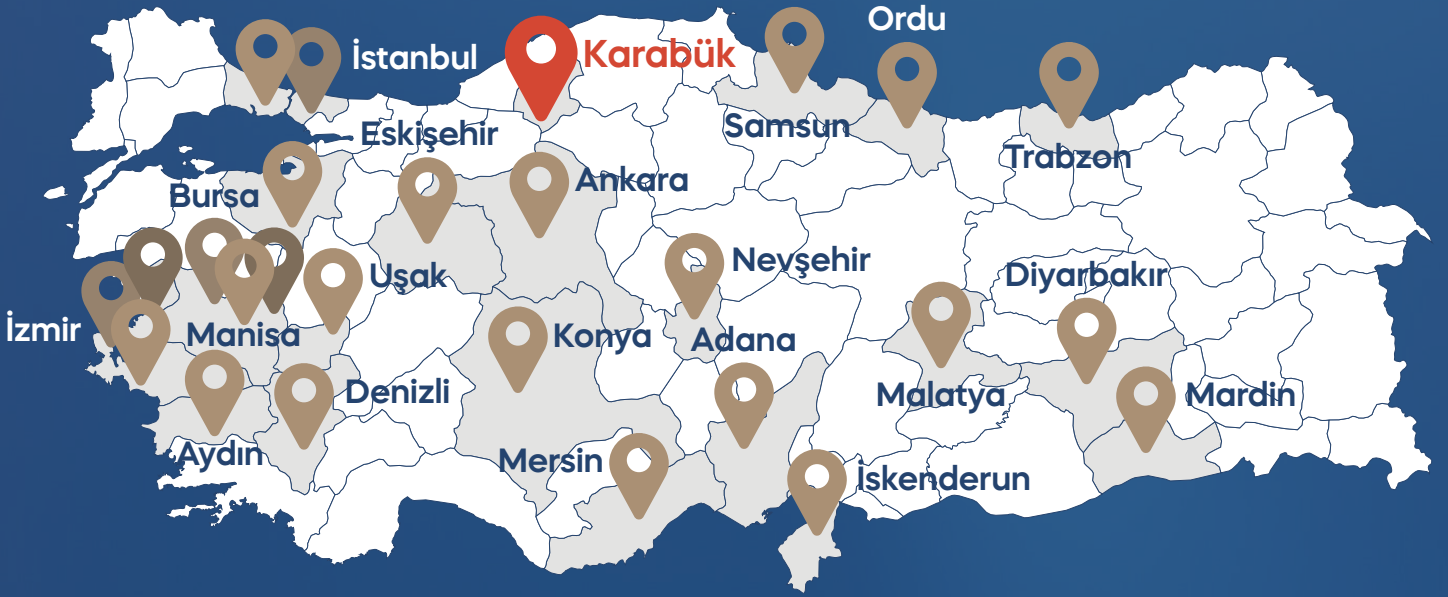 Ordu
İstanbul
Karabük
Samsun
Eskişehir
Trabzon
Bursa
Ankara
Nevşehir
Uşak
Diyarbakır
İzmir
Manisa
Konya
Adana
Denizli
Malatya
Mardin
Aydın
Mersin
İskenderun